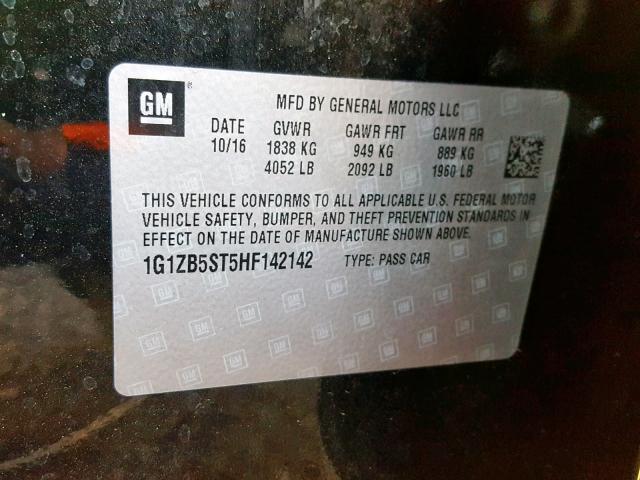 GM ®
MFD BY GENERAL MOTORS LLC
DATE GVWR GAWR FRT GAWR RR
10/16 1838 KG 949 KG 889 KG
4052 LB 2092 LB 1960 LB
THIS VEHICLE CONFORMS TO ALL APPLICABLE U.S. FEDERAL MOTOR
VEHICLE SAFETY, BUMPER, AND THEFT PREVENTION STANDARDS IN
EFFECT ON THE DATE OF MANUFACTURE SHOWN ABOVE.
1G1ZB5ST5HF142142 TYPE: PASS CAR